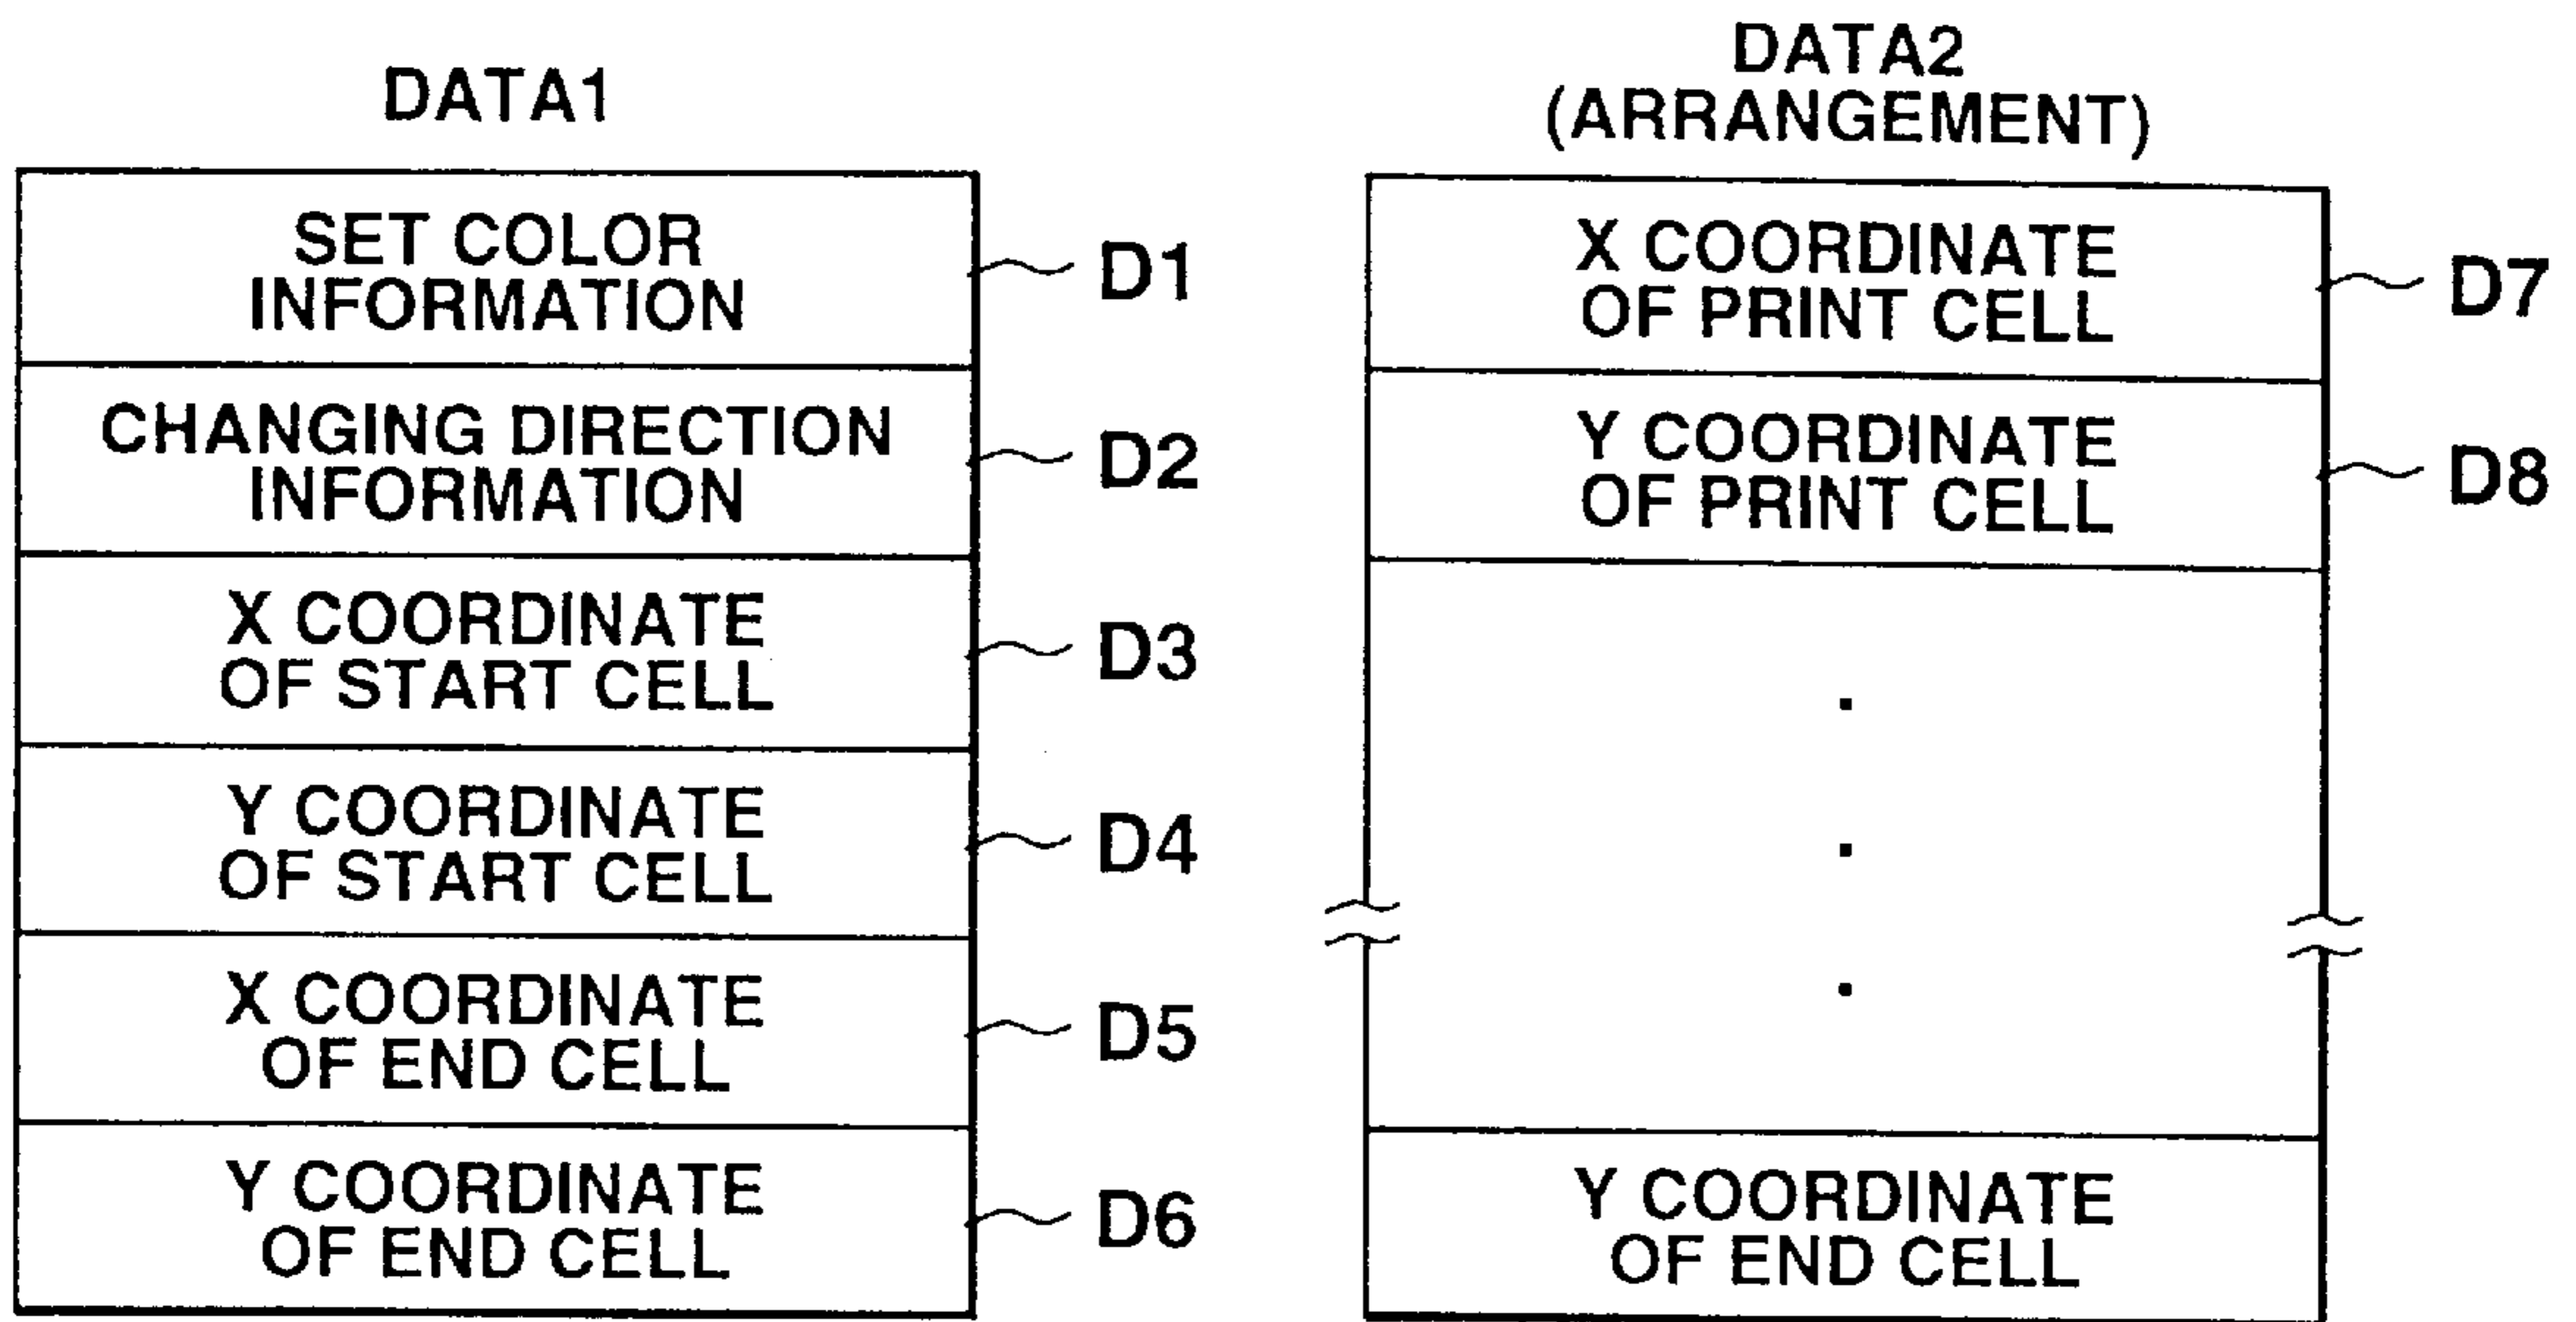 DATA1
SET COLOR
INFORMATION
D1
CHANGING DIRECTION
INFORMATION
D2
X COORDINATE
OF START CELL
D3
Y COORDINATE
OF START CELL
D4
X COORDINATE
OF END CELL
D5
Y COORDINATE
OF END CELL
D6
DATA2
(ARRANGEMENT)
X COORDINATE
OF PRINT CELL
D7
Y COORDINATE
OF PRINT CELL
D8
Y COORDINATE
OF END CELL